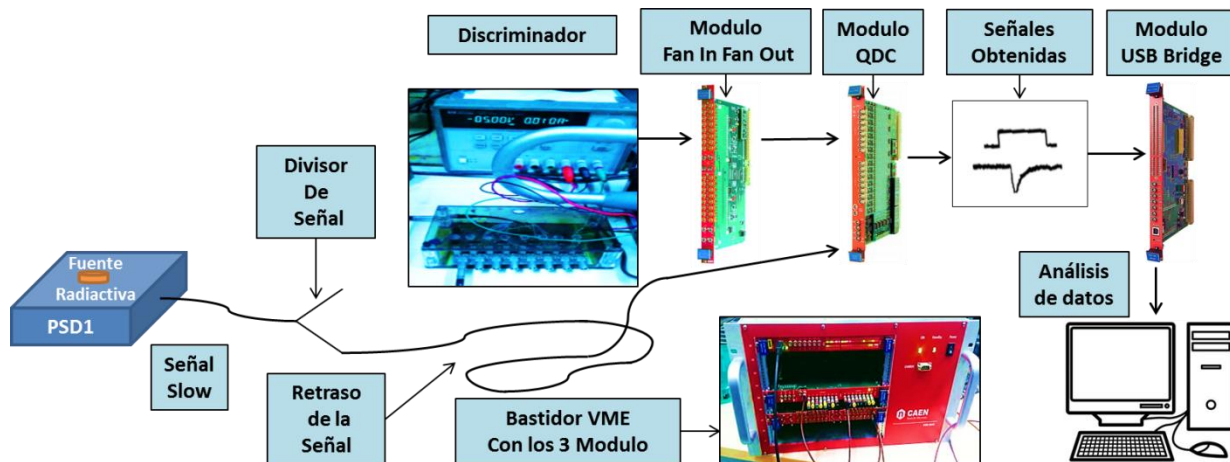 Discriminador
Modulo
Fan In Fan Out
Modulo
QDC
Señales
Obtenidas
Modulo
USB Bridge
Divisor
De
Señal
Fuente
Radiactiva
PSD1
Señal
Slow
Retraso
de la
Señal
Bastidor VME
Con los 3 Modulo
CAEN
Análisis
de datos